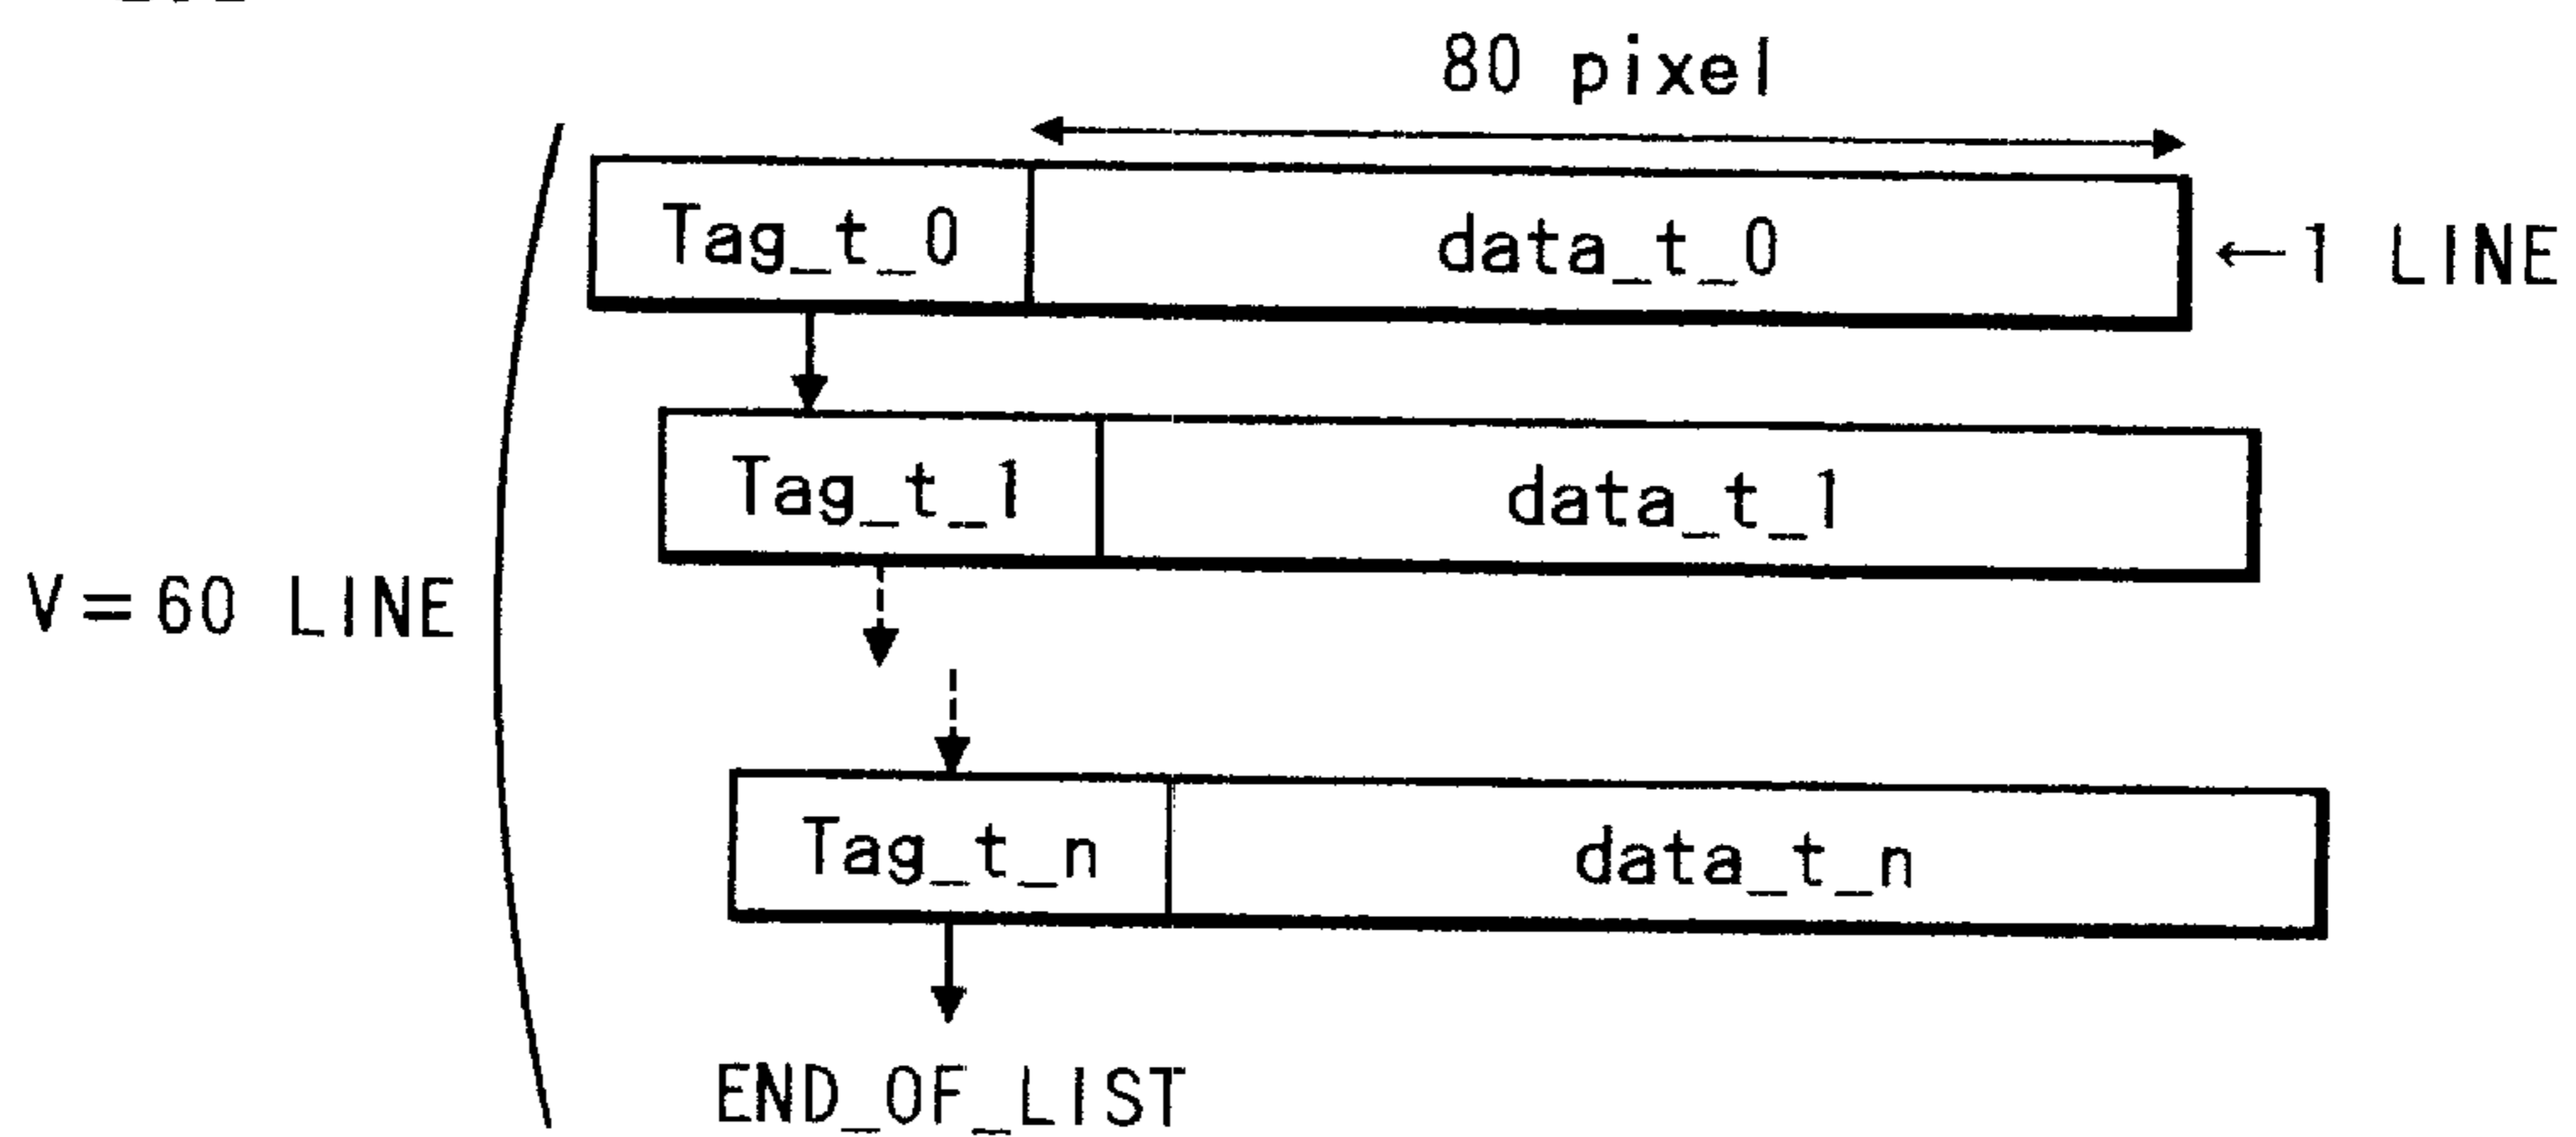 80 pixel
Tag_t_0 data_t_0 ←1 LINE
Tag_t_1 data_t_1
V=60 LINE
Tag_t_n data_t_n
END_OF_LIST